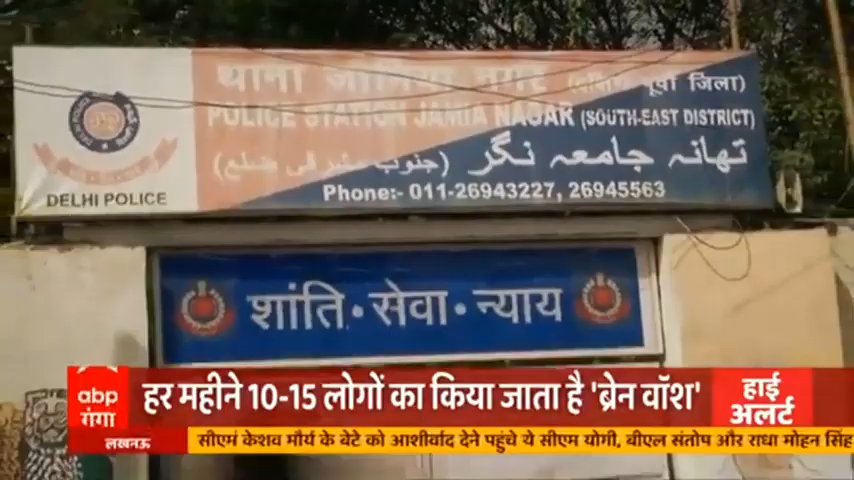 थाना जामिया नगर (दक्षिण पूर्वी जिला)
POLICE STATION JAMIA NAGAR (SOUTH-EAST DISTRICT)
تھانہ جامعہ نگر (جنوب مشرقی ضلع)
DELHI POLICE
Phone:- 011-26943227, 26945563
शांति • सेवा • न्याय
abp
गंगा
लखनऊ
हर महीने 10-15 लोगों का किया जाता है 'ब्रेन वॉश'
हाई
अलर्ट
सीएमं केशव मौर्य के बेटे को आशीर्वाद देने पहुंचे ये सीएम योगी, बीएल संतोष और राधा मोहन सिंह